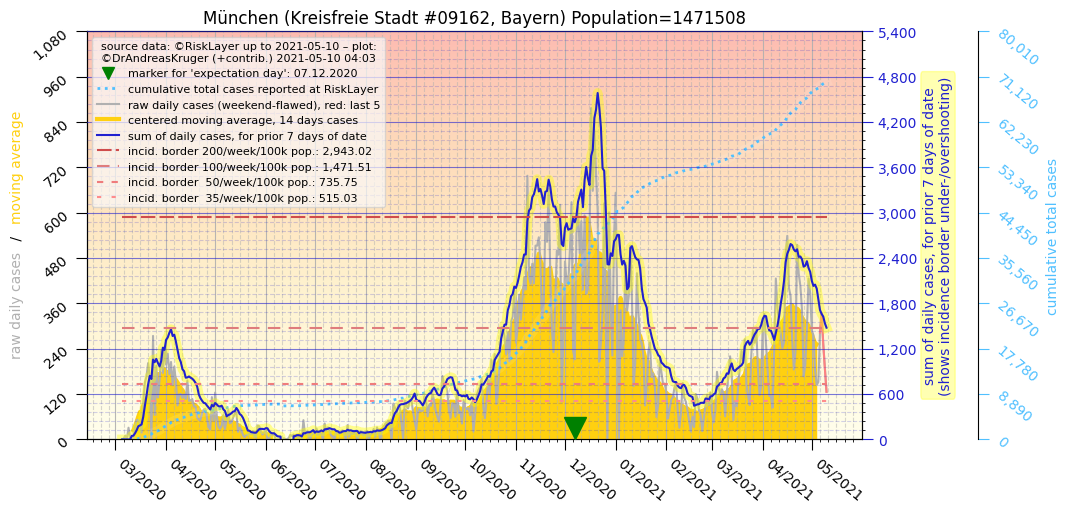 München (Kreisfreie Stadt #09162, Bayern) Population=1471508
source data: ©RiskLayer up to 2021-05-10 – plot:
©DrAndreasKruger (+contrib.) 2021-05-10 04:03
marker for 'expectation day': 07.12.2020
cumulative total cases reported at RiskLayer
raw daily cases (weekend-flawed), red: last 5
centered moving average, 14 days cases
sum of daily cases, for prior 7 days of date
incid. border 200/week/100k pop.: 2,943.02
incid. border 100/week/100k pop.: 1,471.51
incid. border  50/week/100k pop.: 735.75
incid. border  35/week/100k pop.: 515.03
raw daily cases  /  moving average
1,080
960
840
720
600
480
360
240
120
0
03/2020
04/2020
05/2020
06/2020
07/2020
08/2020
09/2020
10/2020
11/2020
12/2020
01/2021
02/2021
03/2021
04/2021
05/2021
5,400
4,800
4,200
3,600
3,000
2,400
1,800
1,200
600
0
sum of daily cases, for prior 7 days of date
(shows incidence border under-/overshooting)
80,010
71,120
62,230
53,340
44,450
35,560
26,670
17,780
8,890
0
cumulative total cases